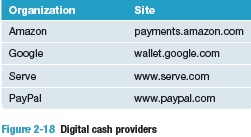 Organization Site
Amazon payments.amazon.com
Google wallet.google.com
Serve www.serve.com
PayPal www.paypal.com
Figure 2-18 Digital cash providers